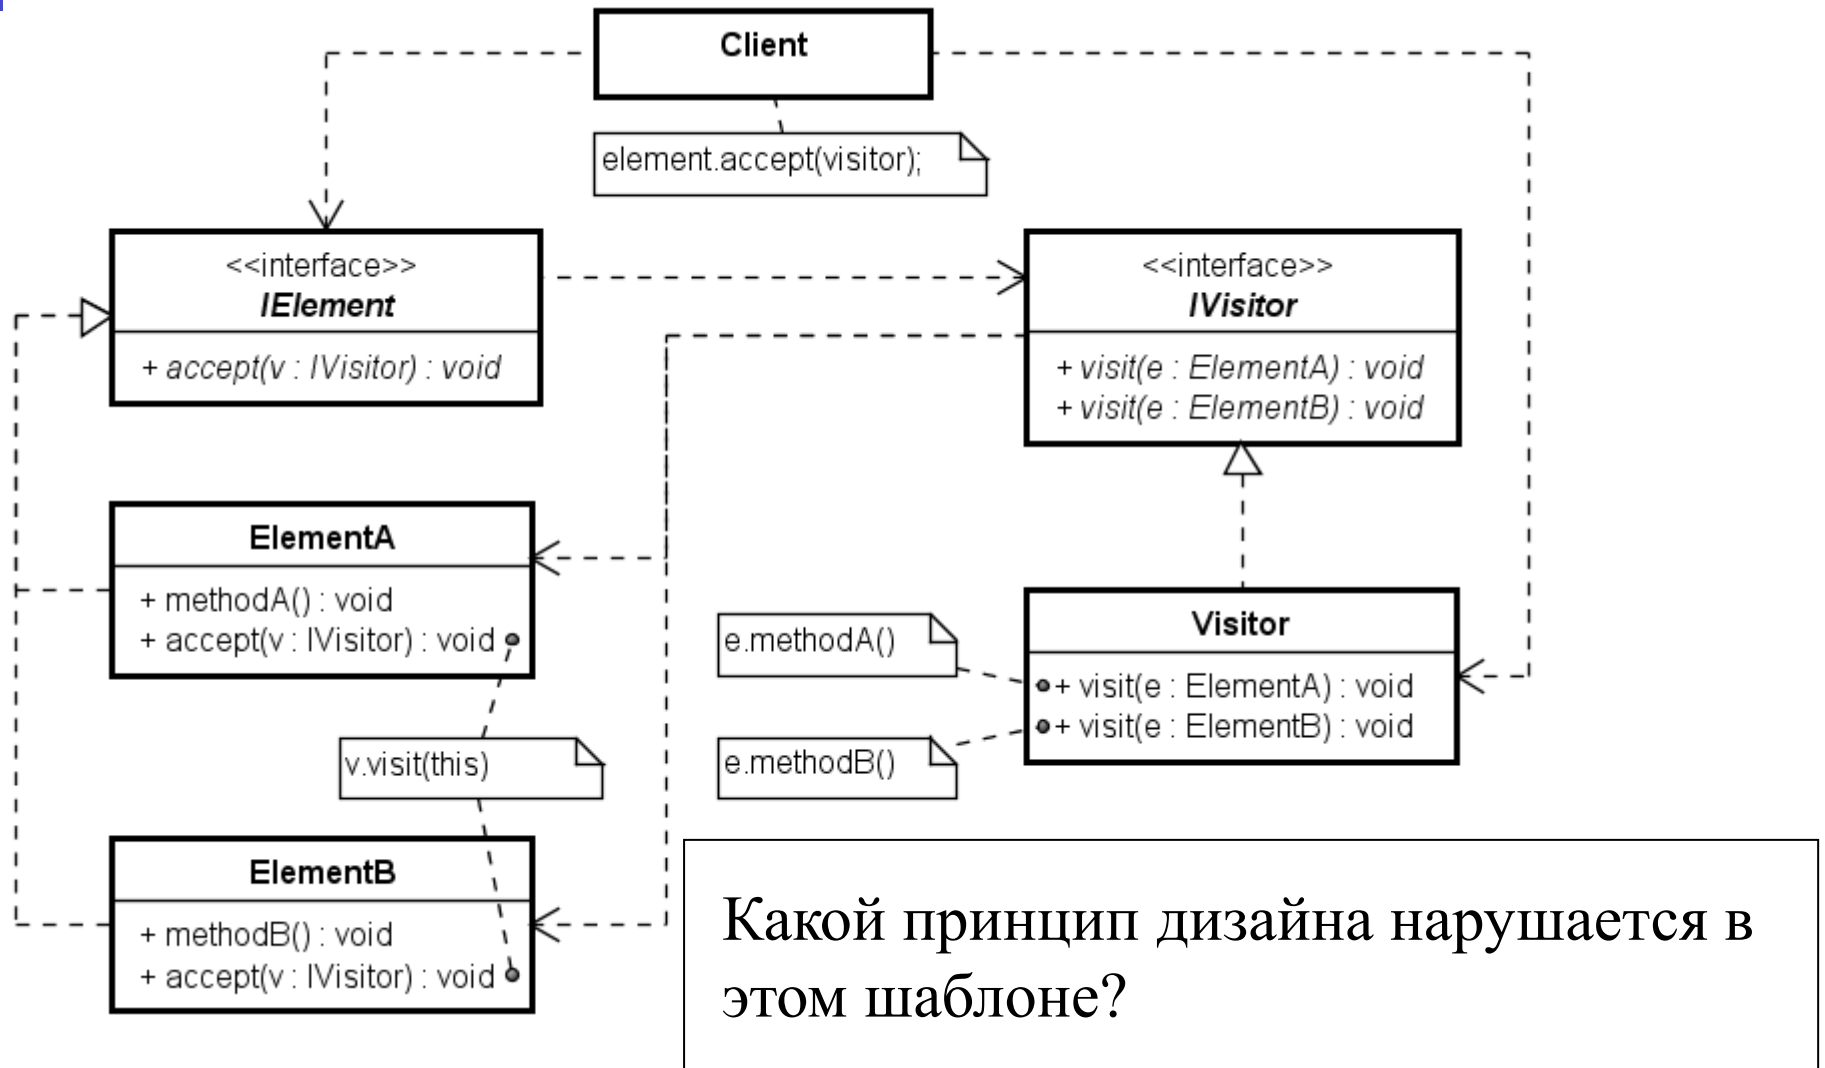 Client
element.accept(visitor);
<<interface>>
IElement
+ accept(v : IVisitor) : void
<<interface>>
IVisitor
+ visit(e : ElementA) : void
+ visit(e : ElementB) : void
ElementA
+ methodA() : void
+ accept(v : IVisitor) : void
e.methodA()
Visitor
+ visit(e : ElementA) : void
+ visit(e : ElementB) : void
v.visit(this)
e.methodB()
ElementB
+ methodB() : void
+ accept(v : IVisitor) : void
Какой принцип дизайна нарушается в
этом шаблоне?